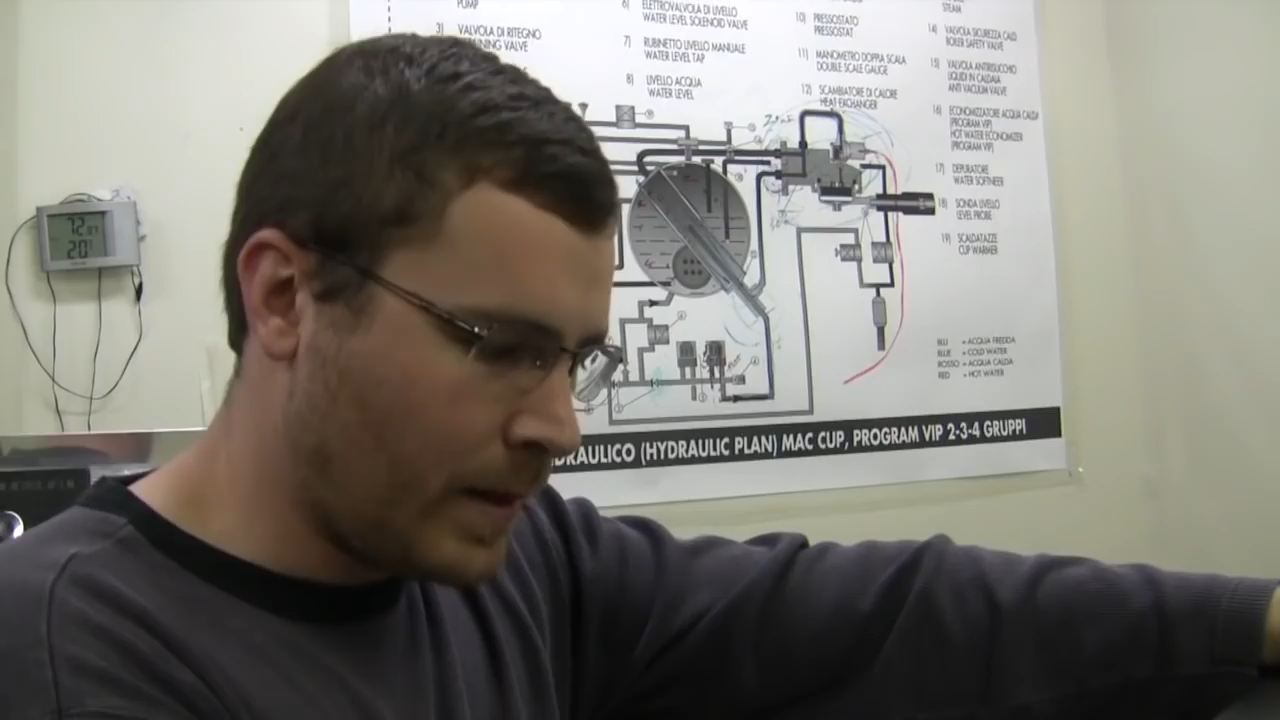 PUMP
3) VALVOLA DI RITEGNO
VALVE
6) ELETTROVALVOLA DI LIVELLO
WATER LEVEL SOLENOID VALVE
7) RUBINETTO LIVELLO MANUALE
WATER LEVEL TAP
8) LIVELLO ACQUA
WATER LEVEL
10) PRESSOSTATO
PRESSOSTAT
11) MANOMETRO DOPPIA SCALA
DOUBLE SCALE GAUGE
12) SCAMBIATORE DI CALORE
HEAT EXCHANGER
STEAM
14) VALVOLA SICUREZZA CALD.
BOILER SAFETY VALVE
15) VALVOLA ANTIRISUCCHIO
LIQUIDI IN CALDAIA
ANTI VACUUM VALVE
16) ECONOMIZZATORE ACQUA CALDA
(PROGRAM VIP)
HOT WATER ECONOMIZER
(PROGRAM VIP)
17) DEPURATORE
WATER SOFTNEER
18) SONDA LIVELLO
LEVEL PROBE
19) SCALDATAZZE
CUP WARMER
BLU = ACQUA FREDDA
BLUE = COLD WATER
ROSSO = ACQUA CALDA
RED = HOT WATER
DRAULICO (HYDRAULIC PLAN) MAC CUP, PROGRAM VIP 2-3-4 GRUPPI